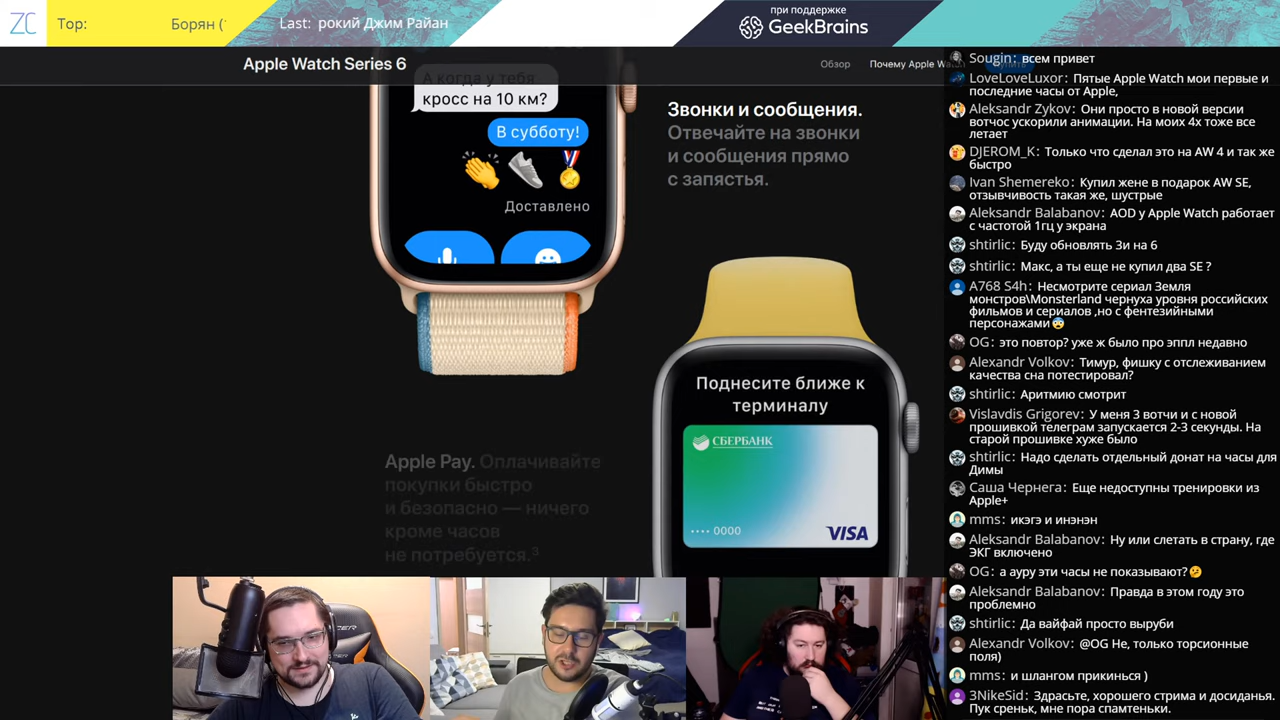 ZC
Top:
Борян (
Last: рокий Джим Райан
при поддержке
GeekBrains
Apple Watch Series 6
Обзор
Почему Apple W
А когда у тебя
кросс на 10 км?
В субботу!
Доставлено
Звонки и сообщения.
Отвечайте на звонки
и сообщения прямо
с запястья.
Поднесите ближе к
терминалу
СБЕРБАНК
•••• 0000
VISA
Apple Pay. Оплачивайте
покупки быстро
и безопасно — ничего
кроме часов
не потребуется.³
Sougin: всем привет
LoveLoveLuxor: Пятые Apple Watch мои первые и
последние часы от Apple,
Aleksandr Zykov: Они просто в новой версии
вотчос ускорили анимации. На моих 4х тоже все
летает
DJEROM_K: Только что сделал это на AW 4 и так же
быстро
Ivan Shemereko: Купил жене в подарок AW SE,
отзывчивость такая же, шустрые
Aleksandr Balabanov: AOD у Apple Watch работает
с частотой 1гц у экрана
shtirlic: Буду обновлять 3и на 6
shtirlic: Макс, а ты еще не купил два SE ?
A768 S4h: Несмотрите сериал Земля
монстров\Monsterland чернуха уровня российских
фильмов и сериалов ,но с фентезийными
персонажами😨
OG: это повтор? уже ж было про эппл недавно
Alexandr Volkov: Тимур, фишку с отслеживанием
качества сна потестировал?
shtirlic: Аритмию смотрит
Vislavdis Grigorev: У меня 3 вотчи и с новой
прошивкой телеграм запускается 2-3 секунды. На
старой прошивке хуже было
shtirlic: Надо сделать отдельный донат на часы для
Димы
Саша Чернега: Еще недоступны тренировки из
Apple+
mms: икэгэ и инэнэн
Aleksandr Balabanov: Ну или слетать в страну, где
ЭКГ включено
OG: а ауру эти часы не показывают?🤔
Aleksandr Balabanov: Правда в этом году это
проблемно
shtirlic: Да вайфай просто выруби
Alexandr Volkov: @OG Не, только торсионные
поля)
mms: и шлангом прикинься )
3NikeSid: Здрасьте, хорошего стрима и досиданья.
Пук среньк, мне пора спамтеньки.